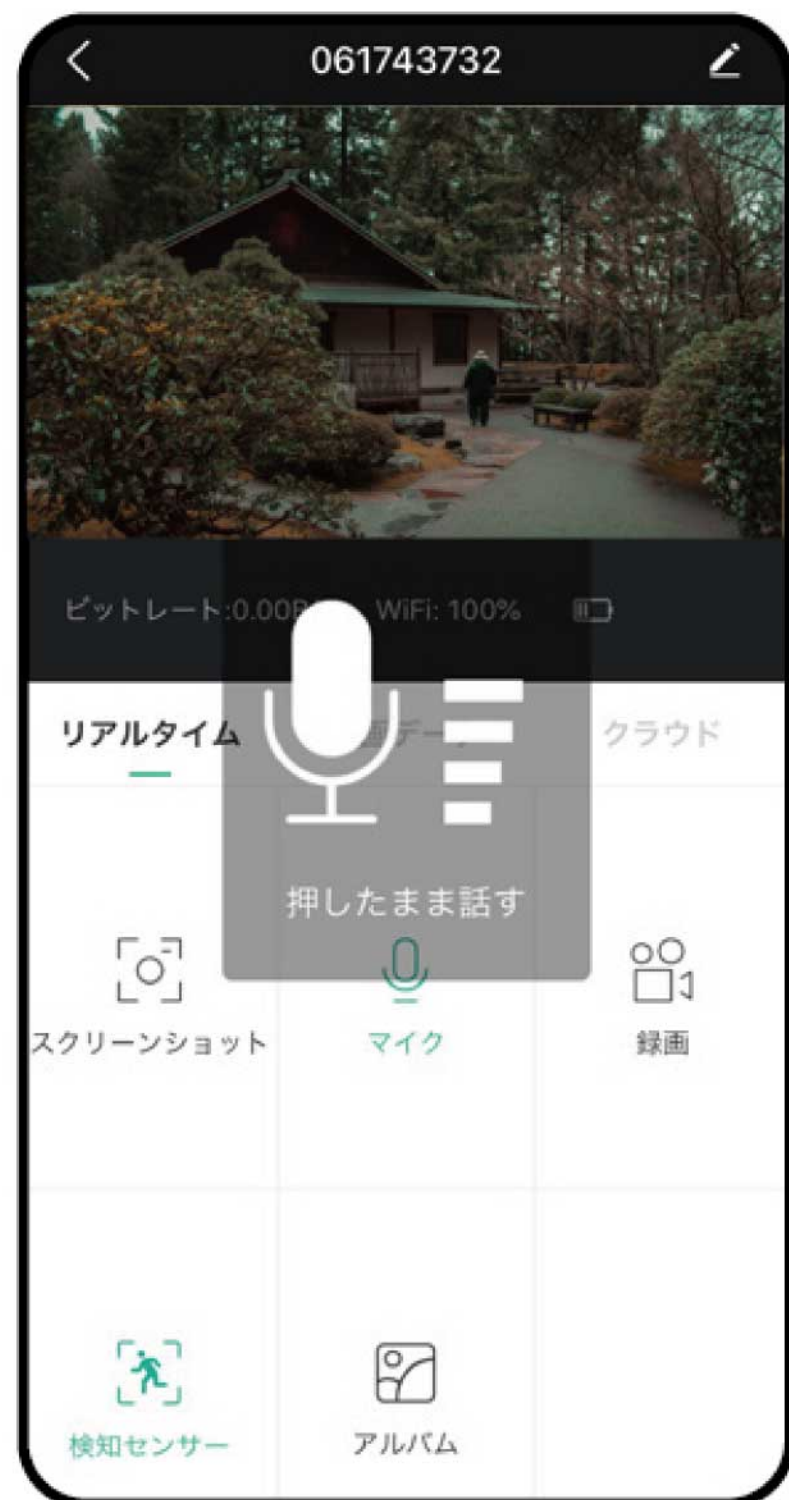 061743732
ビットレート:0.00B
WiFi: 100%
リアルタイム
クラウド
押したまま話す
スクリーンショット
マイク
録画
検知センサー
アルバム